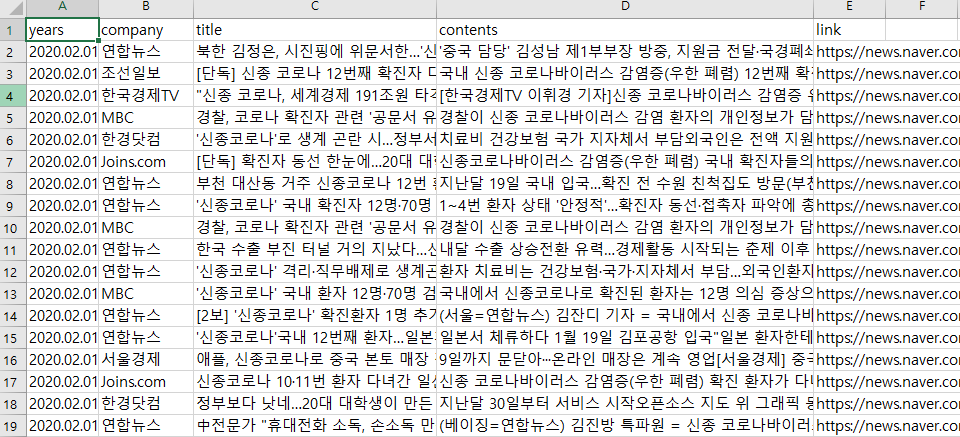 A B C D E F
1 years company title contents link
2 2020.02.01 연합뉴스 북한 김정은, 시진핑에 위문서한…'신 '중국 담당' 김성남 제1부부장 방중, 지원금 전달·국경폐쇄 https://news.naver.com
3 2020.02.01 조선일보 [단독] 신종 코로나 12번째 확진자 다 국내 신종 코로나바이러스 감염증(우한 폐렴) 12번째 확 https://news.naver.com
4 2020.02.01 한국경제TV "신종 코로나, 세계경제 191조원 타격 [한국경제TV 이휘경 기자]신종 코로나바이러스 감염증 유 https://news.naver.com
5 2020.02.01 MBC 경찰, 코로나 확진자 관련 '공문서 유 경찰이 신종 코로나바이러스 감염 환자의 개인정보가 담 https://news.naver.com
6 2020.02.01 한경닷컴 '신종코로나'로 생계 곤란 시…정부서 치료비 건강보험 국가 지자체서 부담외국인은 전액 지원 https://news.naver.com
7 2020.02.01 Joins.com [단독] 확진자 동선 한눈에…20대 대학 신종코로나바이러스 감염증(우한 폐렴) 국내 확진자들의 https://news.naver.com
8 2020.02.01 연합뉴스 부천 대산동 거주 신종코로나 12번 확 지난달 19일 국내 입국…확진 전 수원 친척집도 방문(부천 https://news.naver.com
9 2020.02.01 연합뉴스 '신종코로나' 국내 확진자 12명·70명 1~4번 환자 상태 '안정적'…확진자 동선·접촉자 파악에 총 https://news.naver.com
10 2020.02.01 MBC 경찰, 코로나 확진자 관련 '공문서 유 경찰이 신종 코로나바이러스 감염 환자의 개인정보가 담 https://news.naver.com
11 2020.02.01 연합뉴스 한국 수출 부진 터널 거의 지났다…신 내달 수출 상승전환 유력…경제활동 시작되는 춘제 이후 https://news.naver.com
12 2020.02.01 연합뉴스 '신종코로나' 격리·직무배제로 생계곤 환자 치료비는 건강보험·국가·지자체서 부담…외국인환자 https://news.naver.com
13 2020.02.01 MBC '신종코로나' 국내 환자 12명·70명 검 국내에서 신종코로나로 확진된 환자는 12명 의심 증상으 https://news.naver.com
14 2020.02.01 연합뉴스 [2보] '신종코로나' 확진환자 1명 추가 (서울=연합뉴스) 김잔디 기자 = 국내에서 신종 코로나바 https://news.naver.com
15 2020.02.01 연합뉴스 '신종코로나'국내 12번째 환자…일본 일본서 체류하다 1월 19일 김포공항 입국"일본 환자한테 https://news.naver.com
16 2020.02.01 서울경제 애플, 신종코로나로 중국 본토 매장 9일까지 문닫아···온라인 매장은 계속 영업[서울경제] 중국 https://news.naver.com
17 2020.02.01 Joins.com 신종코로나 10·11번 환자 다녀간 일산 신종 코로나바이러스 감염증(우한 폐렴) 확진 환자가 다녀 https://news.naver.com
18 2020.02.01 한경닷컴 정부보다 낫네…20대 대학생이 만든 지난달 30일부터 서비스 시작오픈소스 지도 위 그래픽 https://news.naver.com
19 2020.02.01 연합뉴스 中전문가 "휴대전화 소독, 손소독 만 (베이징=연합뉴스) 김진방 특파원 = 신종 코로나바이러스 https://news.naver.com